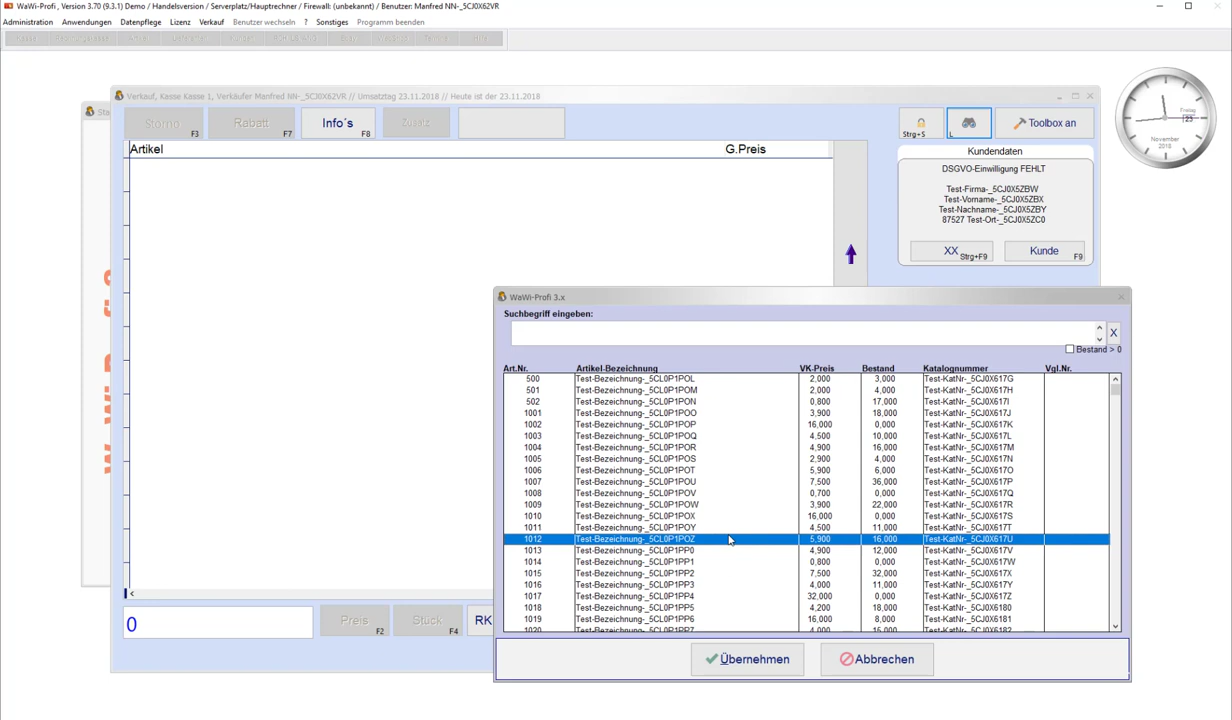 WaWi-Profi , Version 3.70 (9.3.1) Demo / Handelsversion / Serverplatz/Hauptrechner / Firewall: (unbekannt) / Benutzer: Manfred NN-_5CJ0X62VR
Administration Anwendungen Datenpflege Lizenz Verkauf Benutzer wechseln ? Sonstiges Programm beenden
Verkauf, Kasse Kasse 1, Verkäufer Manfred NN-_5CJ0X62VR // Umsatztag 23.11.2018 // Heute ist der 23.11.2018
Storno F3 Rabatt F7 Info´s F8 Zusatz Strg+S L Toolbox an
Freitag
23
November
2018
Artikel G.Preis
Kundendaten
DSGVO-Einwilligung FEHLT
Test-Firma-_5CJ0X5ZBW
Test-Vorname-_5CJ0X5ZBX
Test-Nachname-_5CJ0X5ZBY
87527 Test-Ort-_5CJ0X5ZC0
XX Strg+F9 Kunde F9
WaWi-Profi 3.x
Suchbegriff eingeben:
X
Bestand > 0
Art.Nr. Artikel-Bezeichnung VK-Preis Bestand Katalognummer Vgl.Nr.
500 Test-Bezeichnung-_5CL0P1POL 2,000 3,000 Test-KatNr-_5CJ0X617G
501 Test-Bezeichnung-_5CL0P1POM 2,000 4,000 Test-KatNr-_5CJ0X617H
502 Test-Bezeichnung-_5CL0P1PON 0,800 17,000 Test-KatNr-_5CJ0X617I
1001 Test-Bezeichnung-_5CL0P1POO 3,900 18,000 Test-KatNr-_5CJ0X617J
1002 Test-Bezeichnung-_5CL0P1POP 16,000 0,000 Test-KatNr-_5CJ0X617K
1003 Test-Bezeichnung-_5CL0P1POQ 4,500 10,000 Test-KatNr-_5CJ0X617L
1004 Test-Bezeichnung-_5CL0P1POR 4,900 16,000 Test-KatNr-_5CJ0X617M
1005 Test-Bezeichnung-_5CL0P1POS 2,900 4,000 Test-KatNr-_5CJ0X617N
1006 Test-Bezeichnung-_5CL0P1POT 5,900 6,000 Test-KatNr-_5CJ0X617O
1007 Test-Bezeichnung-_5CL0P1POU 7,500 36,000 Test-KatNr-_5CJ0X617P
1008 Test-Bezeichnung-_5CL0P1POV 0,700 0,000 Test-KatNr-_5CJ0X617Q
1009 Test-Bezeichnung-_5CL0P1POW 3,900 22,000 Test-KatNr-_5CJ0X617R
1010 Test-Bezeichnung-_5CL0P1POX 16,000 0,000 Test-KatNr-_5CJ0X617S
1011 Test-Bezeichnung-_5CL0P1POY 4,500 11,000 Test-KatNr-_5CJ0X617T
1012 Test-Bezeichnung-_5CL0P1POZ 5,900 16,000 Test-KatNr-_5CJ0X617U
1013 Test-Bezeichnung-_5CL0P1PP0 4,900 12,000 Test-KatNr-_5CJ0X617V
1014 Test-Bezeichnung-_5CL0P1PP1 0,800 0,000 Test-KatNr-_5CJ0X617W
1015 Test-Bezeichnung-_5CL0P1PP2 7,500 32,000 Test-KatNr-_5CJ0X617X
1016 Test-Bezeichnung-_5CL0P1PP3 4,000 11,000 Test-KatNr-_5CJ0X617Y
1017 Test-Bezeichnung-_5CL0P1PP4 32,000 0,000 Test-KatNr-_5CJ0X617Z
1018 Test-Bezeichnung-_5CL0P1PP5 4,200 18,000 Test-KatNr-_5CJ0X6180
1019 Test-Bezeichnung-_5CL0P1PP6 16,000 8,000 Test-KatNr-_5CJ0X6181
1020 Test-Bezeichnung-_5CL0P1PP7 4,000 15,000 Test-KatNr-_5CJ0X6182
0 Preis F2 Stück F4 RK
Übernehmen Abbrechen